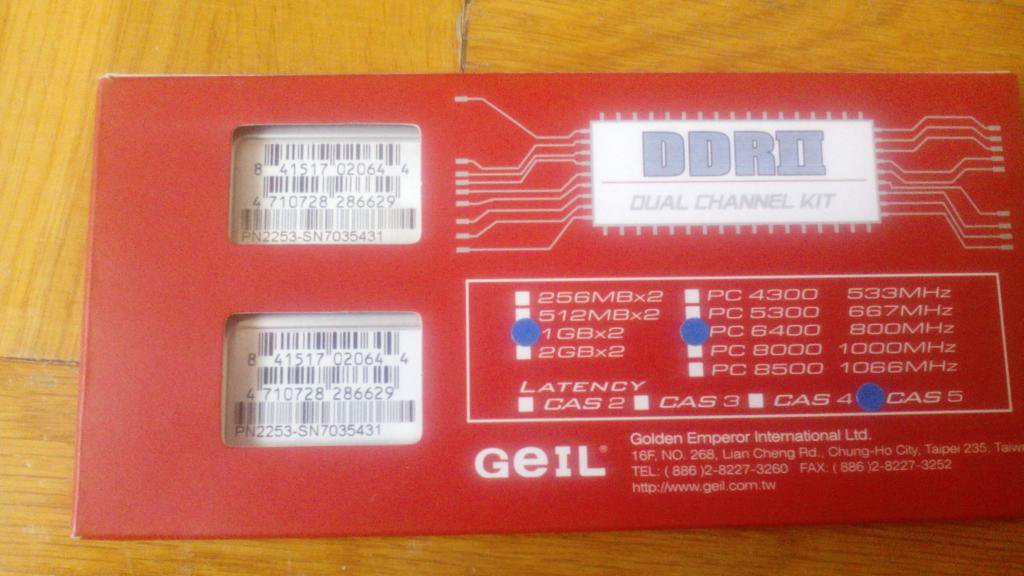 8 41517 02064 4
4 710728 286629
PN2253-SN7035431
8 41517 02064 4
4 710728 286629
PN2253-SN7035431
DDRII
DUAL CHANNEL KIT
256MBx2
512MBx2
1GBx2
2GBx2
PC 4300 533MHz
PC 5300 667MHz
PC 6400 800MHz
PC 8000 1000MHz
PC 8500 1066MHz
LATENCY
CAS 2 CAS 3 CAS 4 CAS 5
GeIL®
Golden Emperor International Ltd.
16F, NO. 268, Lian Cheng Rd., Chung-Ho City, Taipei 235, Taiw
TEL: ( 886 )2-8227-3260 FAX: ( 886 )2-8227-3252
http://www.geil.com.tw